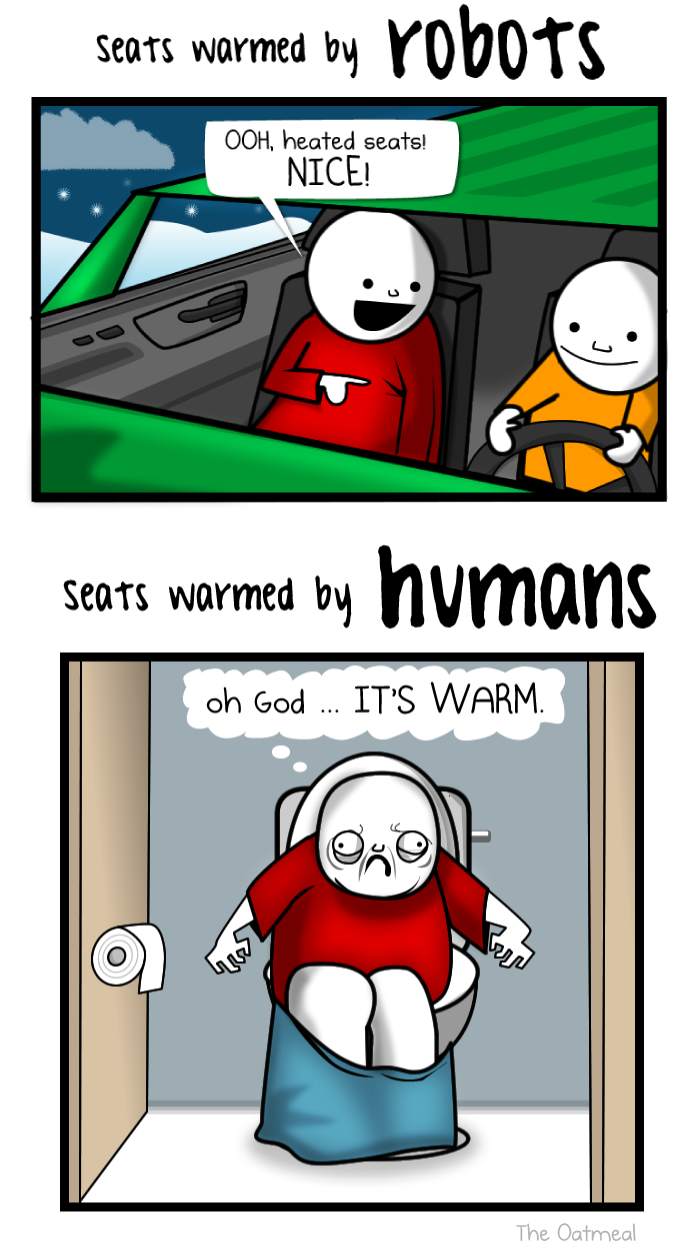 seats warmed by robots
OOH, heated seats!
NICE!
seats warmed by humans
oh God ... IT'S WARM.
The Oatmeal